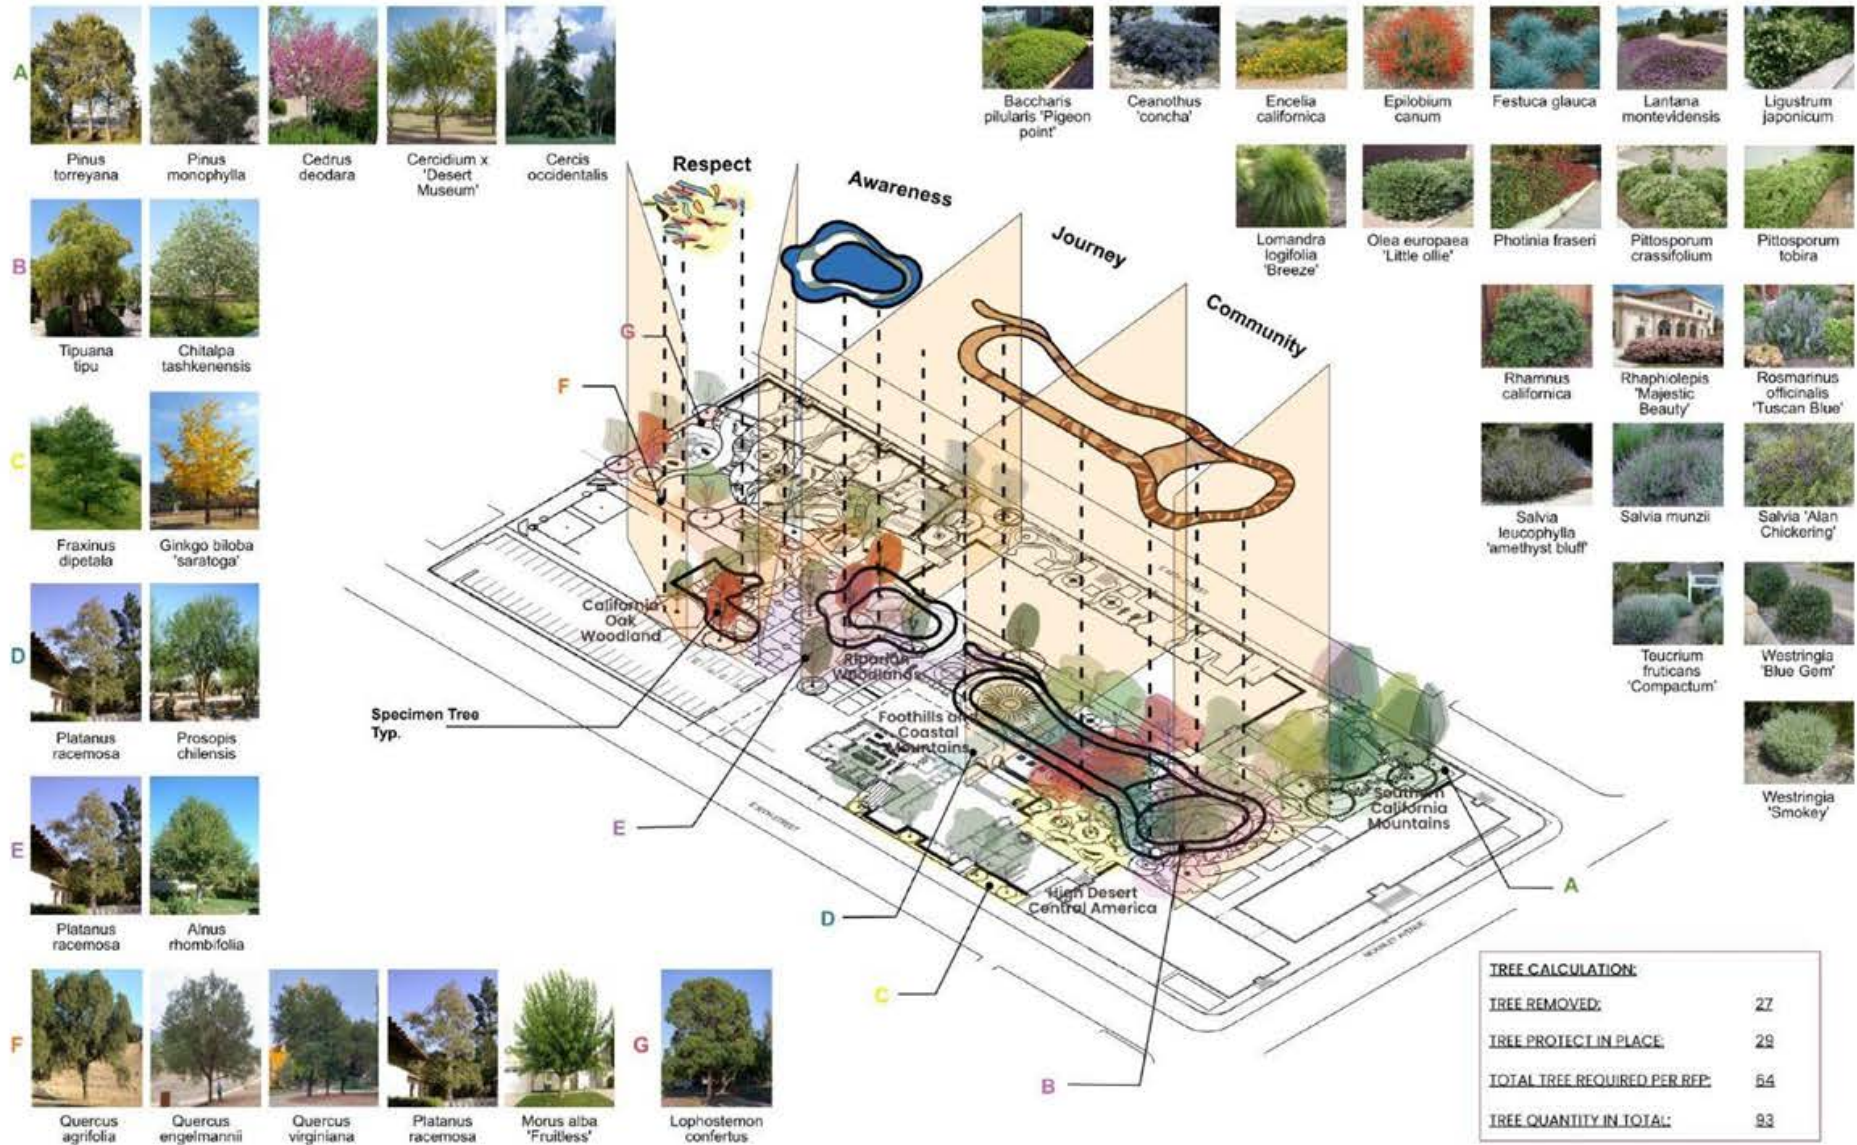 A
Pinus
torreyana
Pinus
monophylla
Cedrus
deodara
Cercidium x
'Desert
Museum'
Cercis
occidentalis
B
Tipuana
tipu
Chitalpa
tashkenensis
C
Fraxinus
dipetala
Ginkgo biloba
'saratoga'
D
Platanus
racemosa
Prosopis
chilensis
E
Platanus
racemosa
Alnus
rhombifolia
F
Quercus
agrifolia
Quercus
engelmannii
Quercus
virginiana
Platanus
racemosa
Morus alba
'Fruitless'
G
Lophostemon
confertus
Baccharis
pilularis 'Pigeon
point'
Ceanothus
'concha'
Encelia
californica
Epilobium
canum
Festuca glauca
Lantana
montevidensis
Ligustrum
japonicum
Lomandra
logifolia
'Breeze'
Olea europaea
'Little ollie'
Photinia fraseri
Pittosporum
crassifolium
Pittosporum
tobira
Rhamnus
californica
Rhaphiolepis
'Majestic
Beauty'
Rosmarinus
officinalis
'Tuscan Blue'
Salvia
leucophylla
'amethyst bluff'
Salvia munzii
Salvia 'Alan
Chickering'
Teucrium
fruticans
'Compactum'
Westringia
'Blue Gem'
Westringia
'Smokey'
Respect
Awareness
Journey
Community
G
F
California
Oak
Woodland
Riparian
Woodlands
Specimen Tree
Typ.
Foothills and
Coastal
Mountains
Southern
California
Mountains
High Desert
Central America
E
D
C
B
A
TREE CALCULATION:
TREE REMOVED: 27
TREE PROTECT IN PLACE: 29
TOTAL TREE REQUIRED PER RFP: 64
TREE QUANTITY IN TOTAL: 93